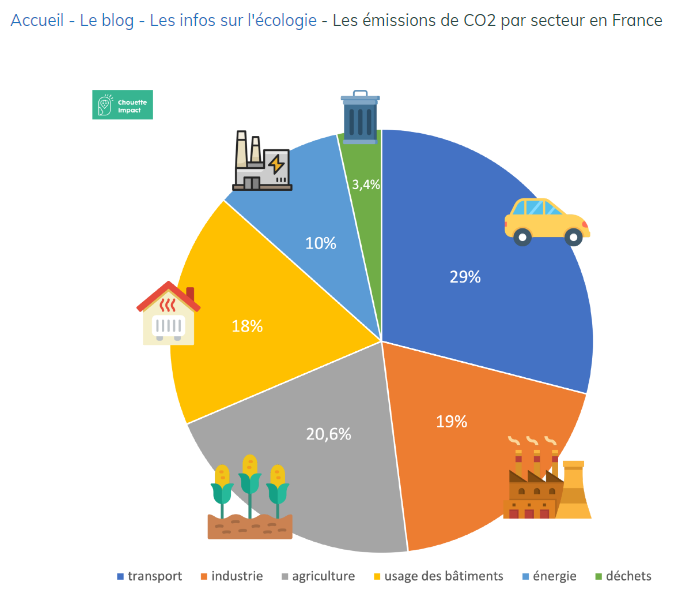 Accueil - Le blog - Les infos sur l'écologie - Les émissions de CO2 par secteur en France
Chouette
Impact
3,4%
10%
29%
18%
19%
20,6%
transport industrie agriculture usage des bâtiments énergie déchets